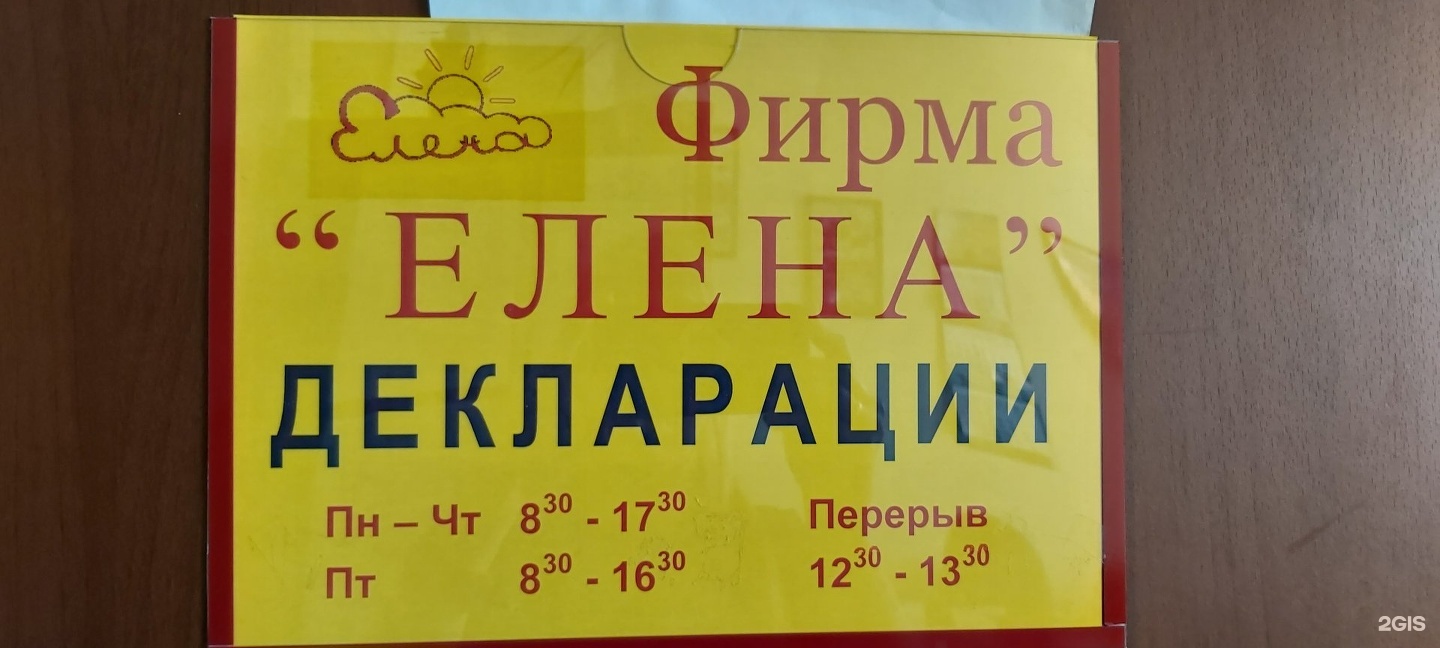 Елена
Фирма
“ЕЛЕНА”
ДЕКЛАРАЦИИ
Пн – Чт 8³⁰ - 17³⁰ Перерыв
Пт 8³⁰ - 16³⁰ 12³⁰ - 13³⁰
2GIS